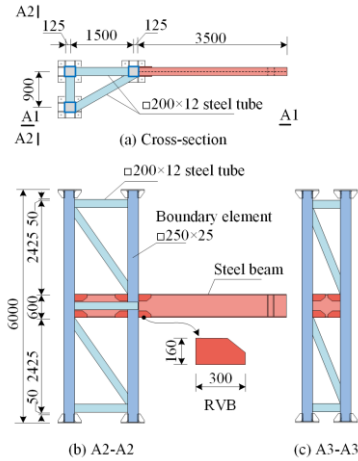 A2
125
1500
125
3500
900
A1
A1
A2
□200×12 steel tube
(a) Cross-section
□200×12 steel tube
50
Boundary element
□250×25
2425
Steel beam
6000
600
160
300
RVB
2425
50
(b) A2-A2
(c) A3-A3